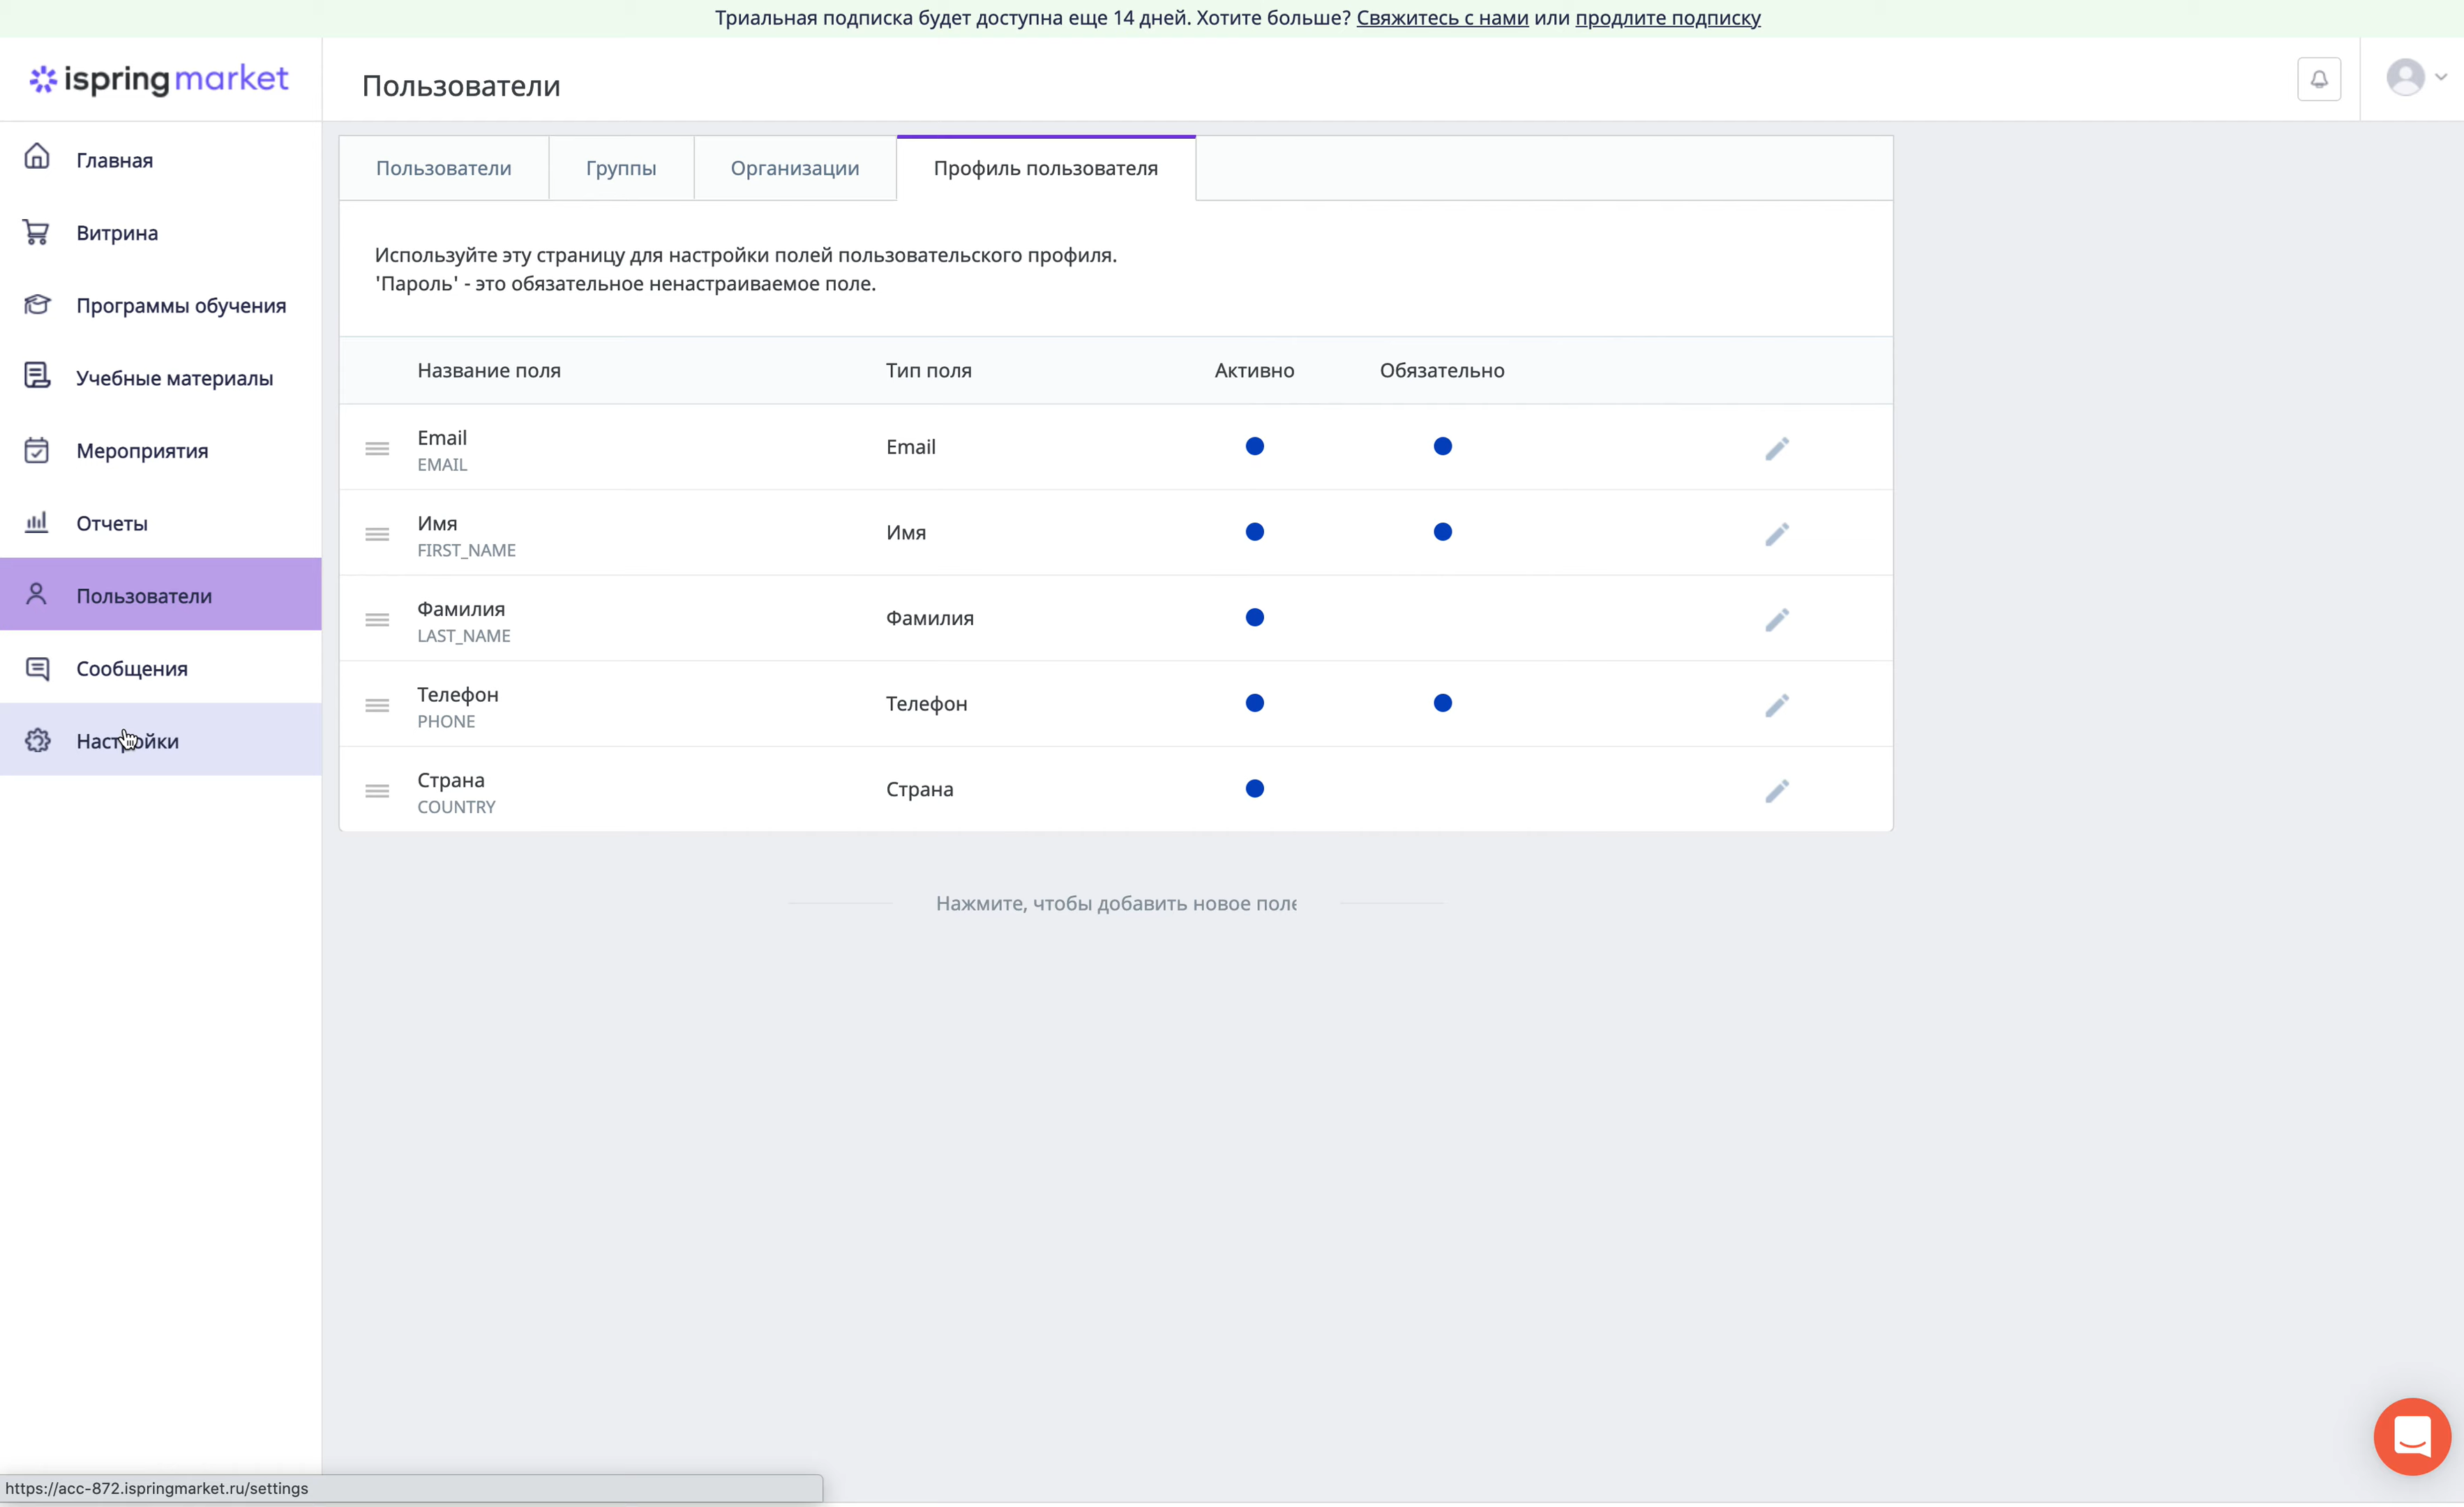 Триальная подписка будет доступна еще 14 дней. Хотите больше? Свяжитесь с нами или продлите подписку
ispring market
Пользователи
Главная
Витрина
Программы обучения
Учебные материалы
Мероприятия
Отчеты
Пользователи
Сообщения
Настройки
Пользователи
Группы
Организации
Профиль пользователя
Используйте эту страницу для настройки полей пользовательского профиля.
'Пароль' - это обязательное ненастраиваемое поле.
Название поля Тип поля Активно Обязательно
Email Email
EMAIL
Имя Имя
FIRST_NAME
Фамилия Фамилия
LAST_NAME
Телефон Телефон
PHONE
Страна Страна
COUNTRY
Нажмите, чтобы добавить новое поле
https://acc-872.ispringmarket.ru/settings